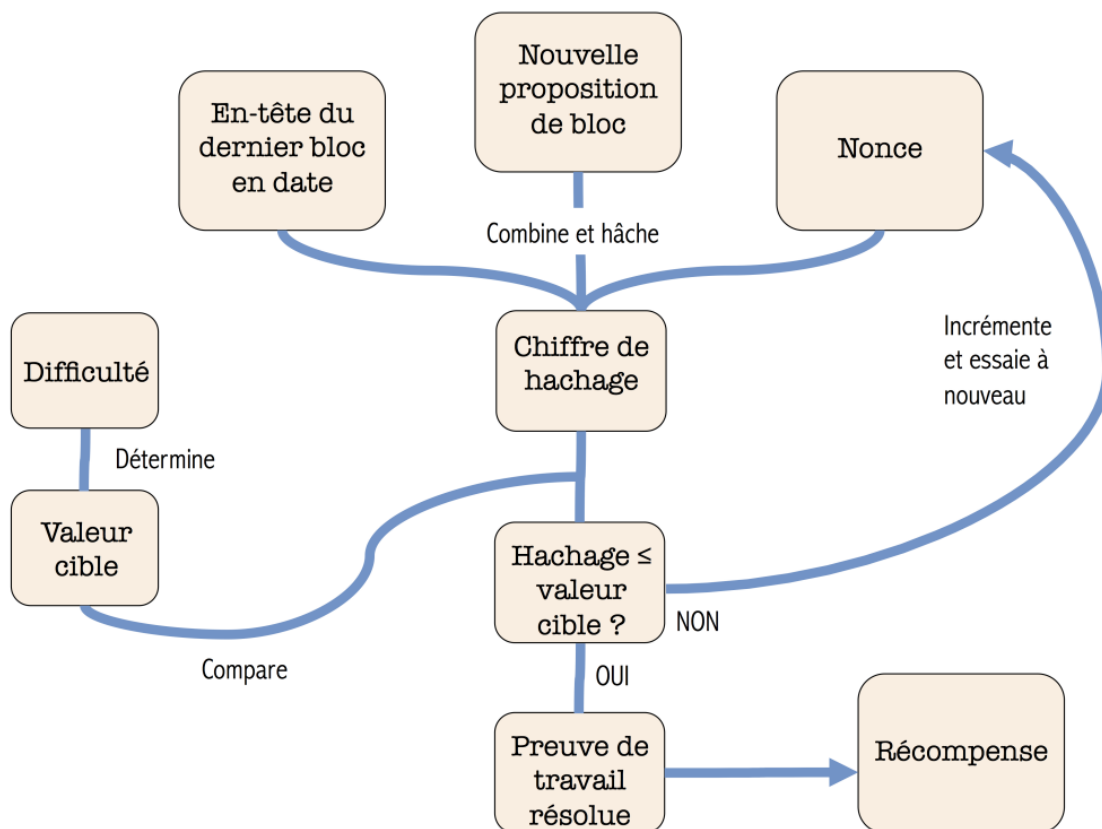 En-tête du
dernier bloc
en date
Nouvelle
proposition
de bloc
Nonce
Combine et hâche
Chiffre de
hachage
Incrémente
et essaie à
nouveau
Difficulté
Détermine
Valeur
cible
Compare
Hachage ≤
valeur
cible ?
NON
OUI
Preuve de
travail
résolue
Récompense